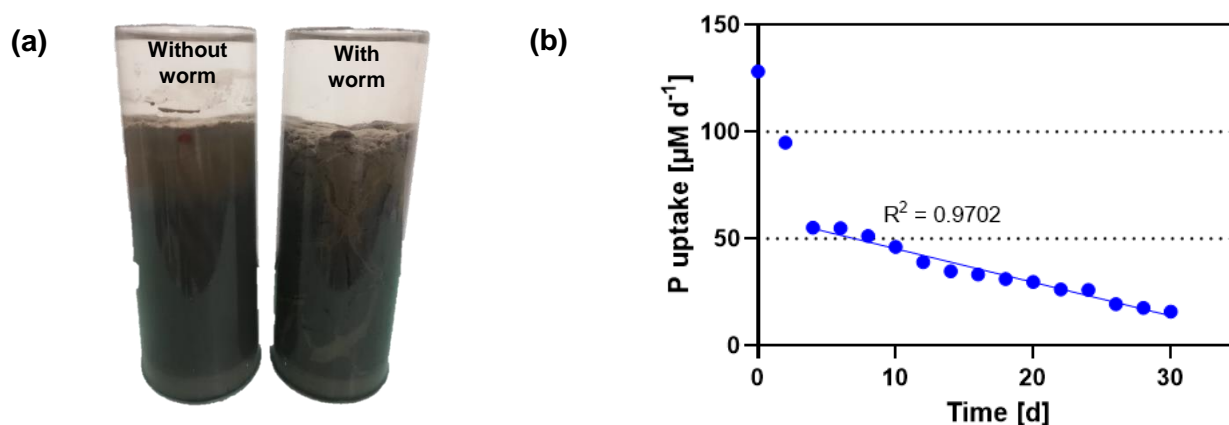 (a)
Without
worm
With
worm
(b)
P uptake [µM d⁻¹]
150
100
50
0
R² = 0.9702
0
10
20
30
Time [d]